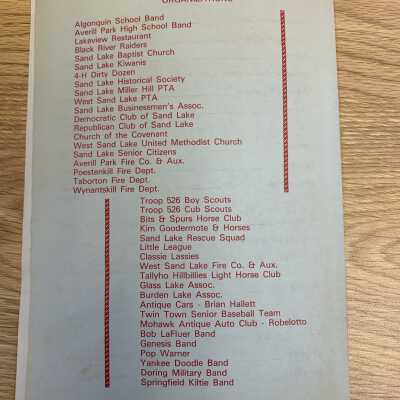 ORGANIZATIONS
Algonquin School Band
Averill Park High School Band
Lakeview Restaurant
Black River Raiders
Sand Lake Baptist Church
Sand Lake Kiwanis
4-H Dirty Dozen
Sand Lake Historical Society
Sand Lake Miller Hill PTA
West Sand Lake PTA
Sand Lake Businessmen's Assoc.
Democratic Club of Sand Lake
Republican Club of Sand Lake
Church of the Covenant
West Sand Lake United Methodist Church
Sand Lake Senior Citizens
Averill Park Fire Co. & Aux.
Poestenkill Fire Dept.
Taborton Fire Dept.
Wynantskill Fire Dept.
Troop 526 Boy Scouts
Troop 526 Cub Scouts
Bits & Spurs Horse Club
Kim Goodermote & Horses
Sand Lake Rescue Squad
Little League
Classie Lassies
West Sand Lake Fire Co. & Aux.
Tallyho Hillbillies Light Horse Club
Glass Lake Assoc.
Burden Lake Assoc.
Antique Cars - Brian Hallett
Twin Town Senior Baseball Team
Mohawk Antique Auto Club - Robelotto
Bob LaFluer Band
Genesis Band
Pop Warner
Yankee Doodle Band
Doring Military Band
Springfield Kiltie Band